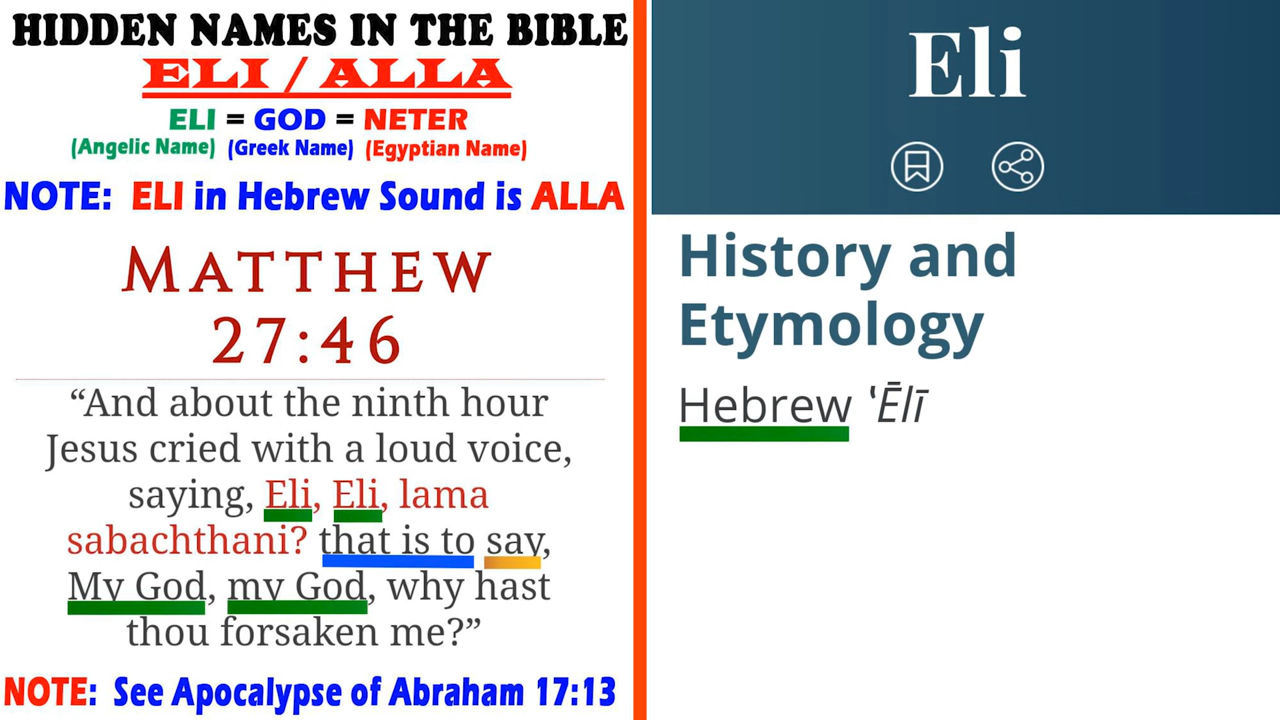 HIDDEN NAMES IN THE BIBLE
ELI / ALLA
ELI = GOD = NETER
(Angelic Name) (Greek Name) (Egyptian Name)
NOTE: ELI in Hebrew Sound is ALLA
MATTHEW
27:46
“And about the ninth hour
Jesus cried with a loud voice,
saying, Eli, Eli, lama
sabachthani? that is to say,
My God, my God, why hast
thou forsaken me?”
NOTE: See Apocalypse of Abraham 17:13
Eli
History and
Etymology
Hebrew ʽĒlī